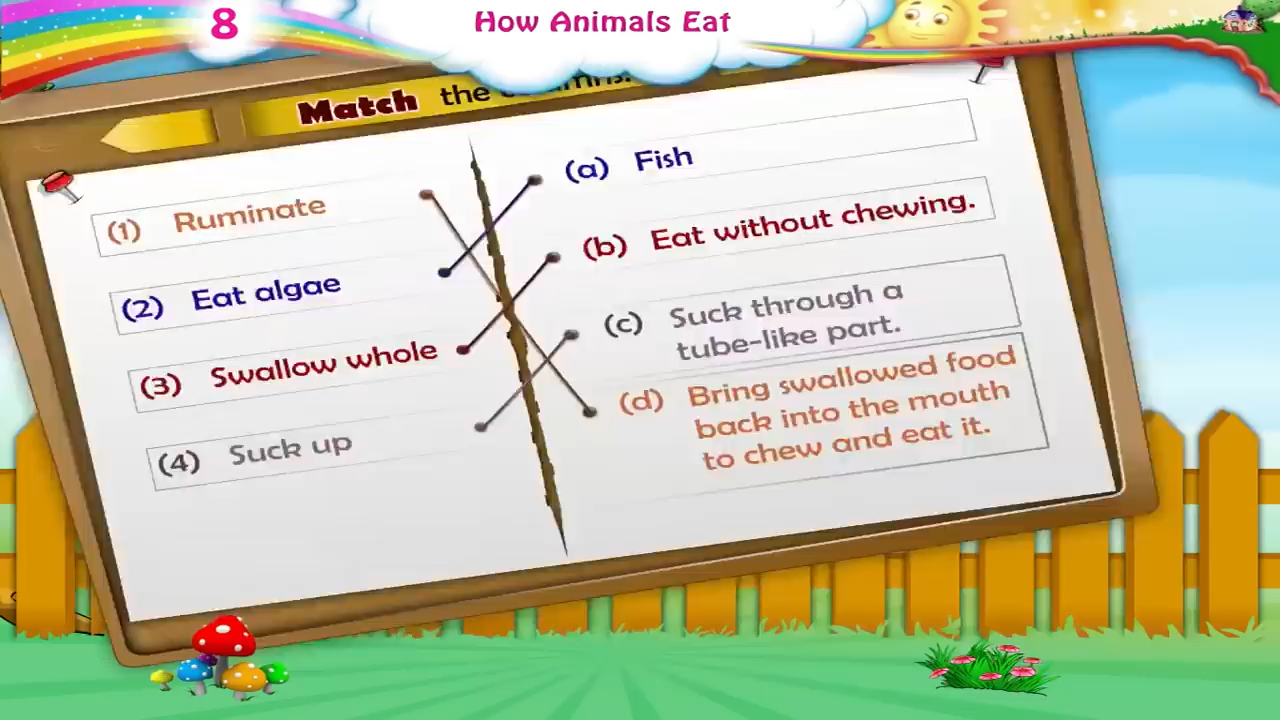 8
How Animals Eat
Match the
(1) Ruminate
(2) Eat algae
(3) Swallow whole
(4) Suck up
(a) Fish
(b) Eat without chewing.
(c) Suck through a
tube-like part.
(d) Bring swallowed food
back into the mouth
to chew and eat it.